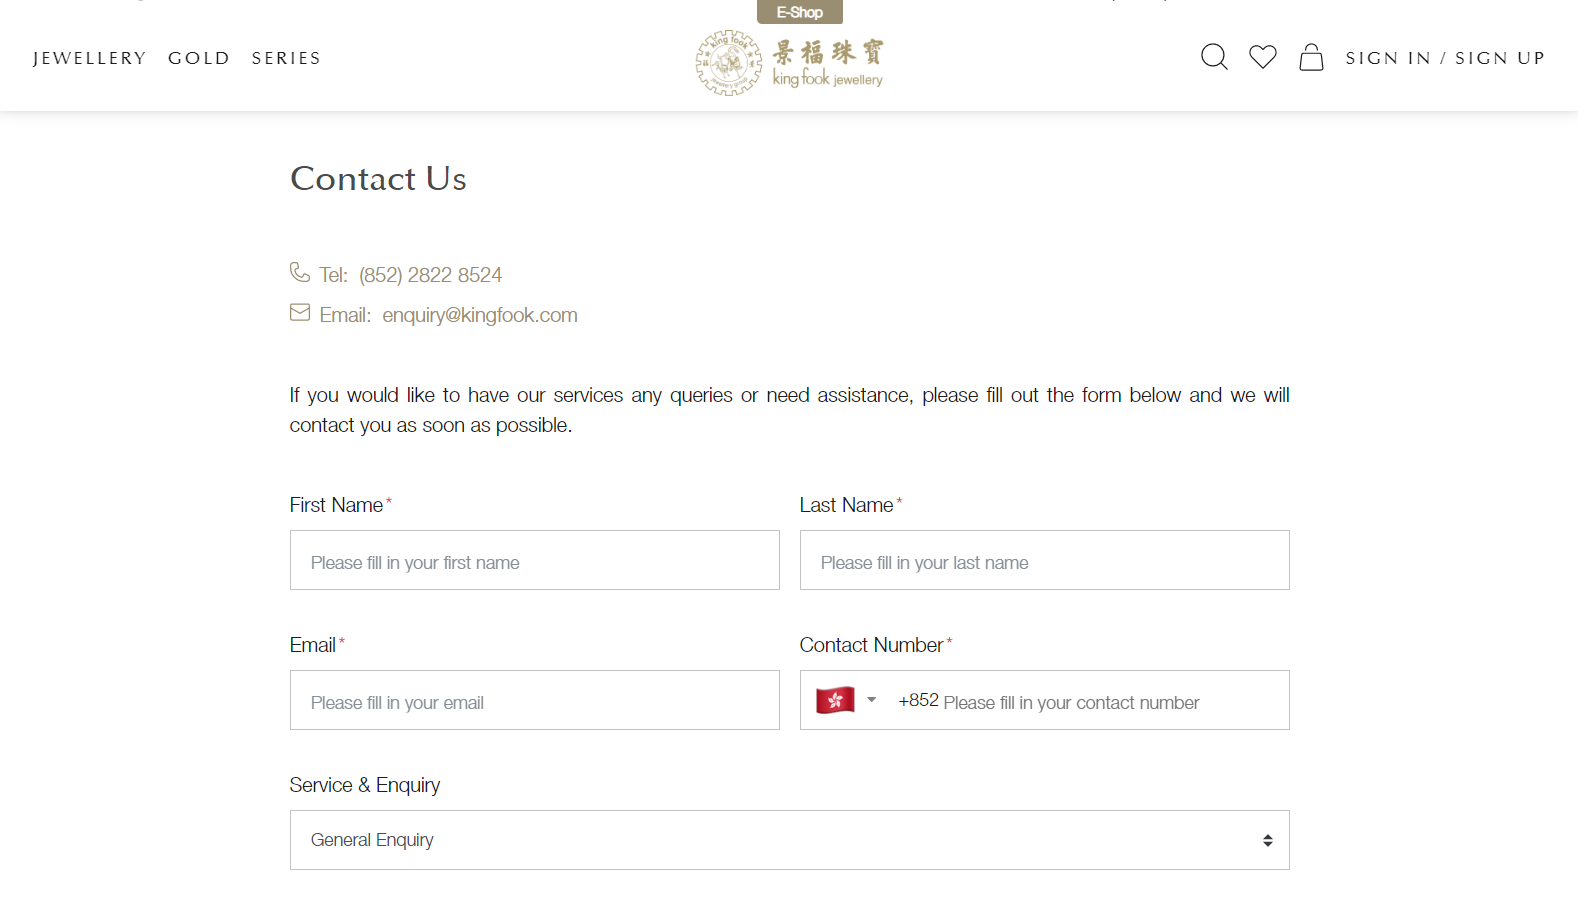 E-Shop
JEWELLERY GOLD SERIES
king fook
景福珠寶
king fook jewellery
SIGN IN / SIGN UP
Contact Us
Tel: (852) 2822 8524
Email: enquiry@kingfook.com
If you would like to have our services any queries or need assistance, please fill out the form below and we will
contact you as soon as possible.
First Name* Last Name*
Please fill in your first name Please fill in your last name
Email* Contact Number*
Please fill in your email +852 Please fill in your contact number
Service & Enquiry
General Enquiry